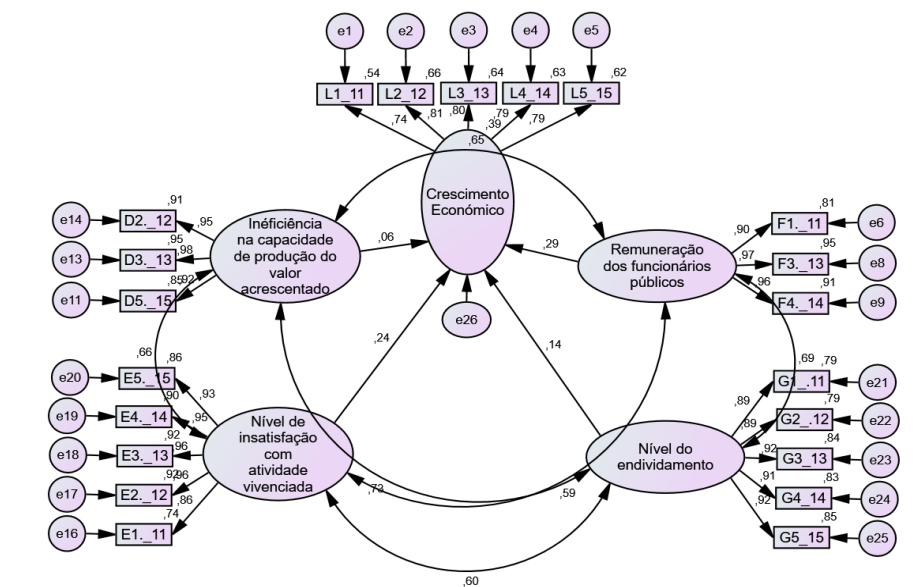 e1 e2 e3 e4 e5
,54 ,66 ,64 ,63 ,62
L1_11 L2_12 L3_13 L4_14 L5_15
,74 ,81 ,80 ,79 ,79
,39
,65
Crescimento
Económico
e26
,91
e14 D2._12
,95
,95
e13 D3._13
,98
,85
e11 D5._15
,92
Inéficiência
na capacidade
de produção do
valor
acrescentado
,06
,29
Remuneração
dos funcionários
públicos
,81
,90
F1._11 e6
,95
,97
F3._13 e8
,91
,96
F4._14 e9
,24
,14
,66
,86
e20 E5._15
,93
,90
e19 E4._14
,95
,92
e18 E3._13
,96
,92
e17 E2._12
,96
,74
e16 E1._11
,86
Nível de
insatisfação
com
atividade
vivenciada
,69
,79
G1_.11 e21
,89
,79
G2_.12 e22
,89
,84
G3_13 e23
,92
,83
G4_14 e24
,91
,85
G5_15 e25
,92
Nível do
endividamento
,73
,59
,60